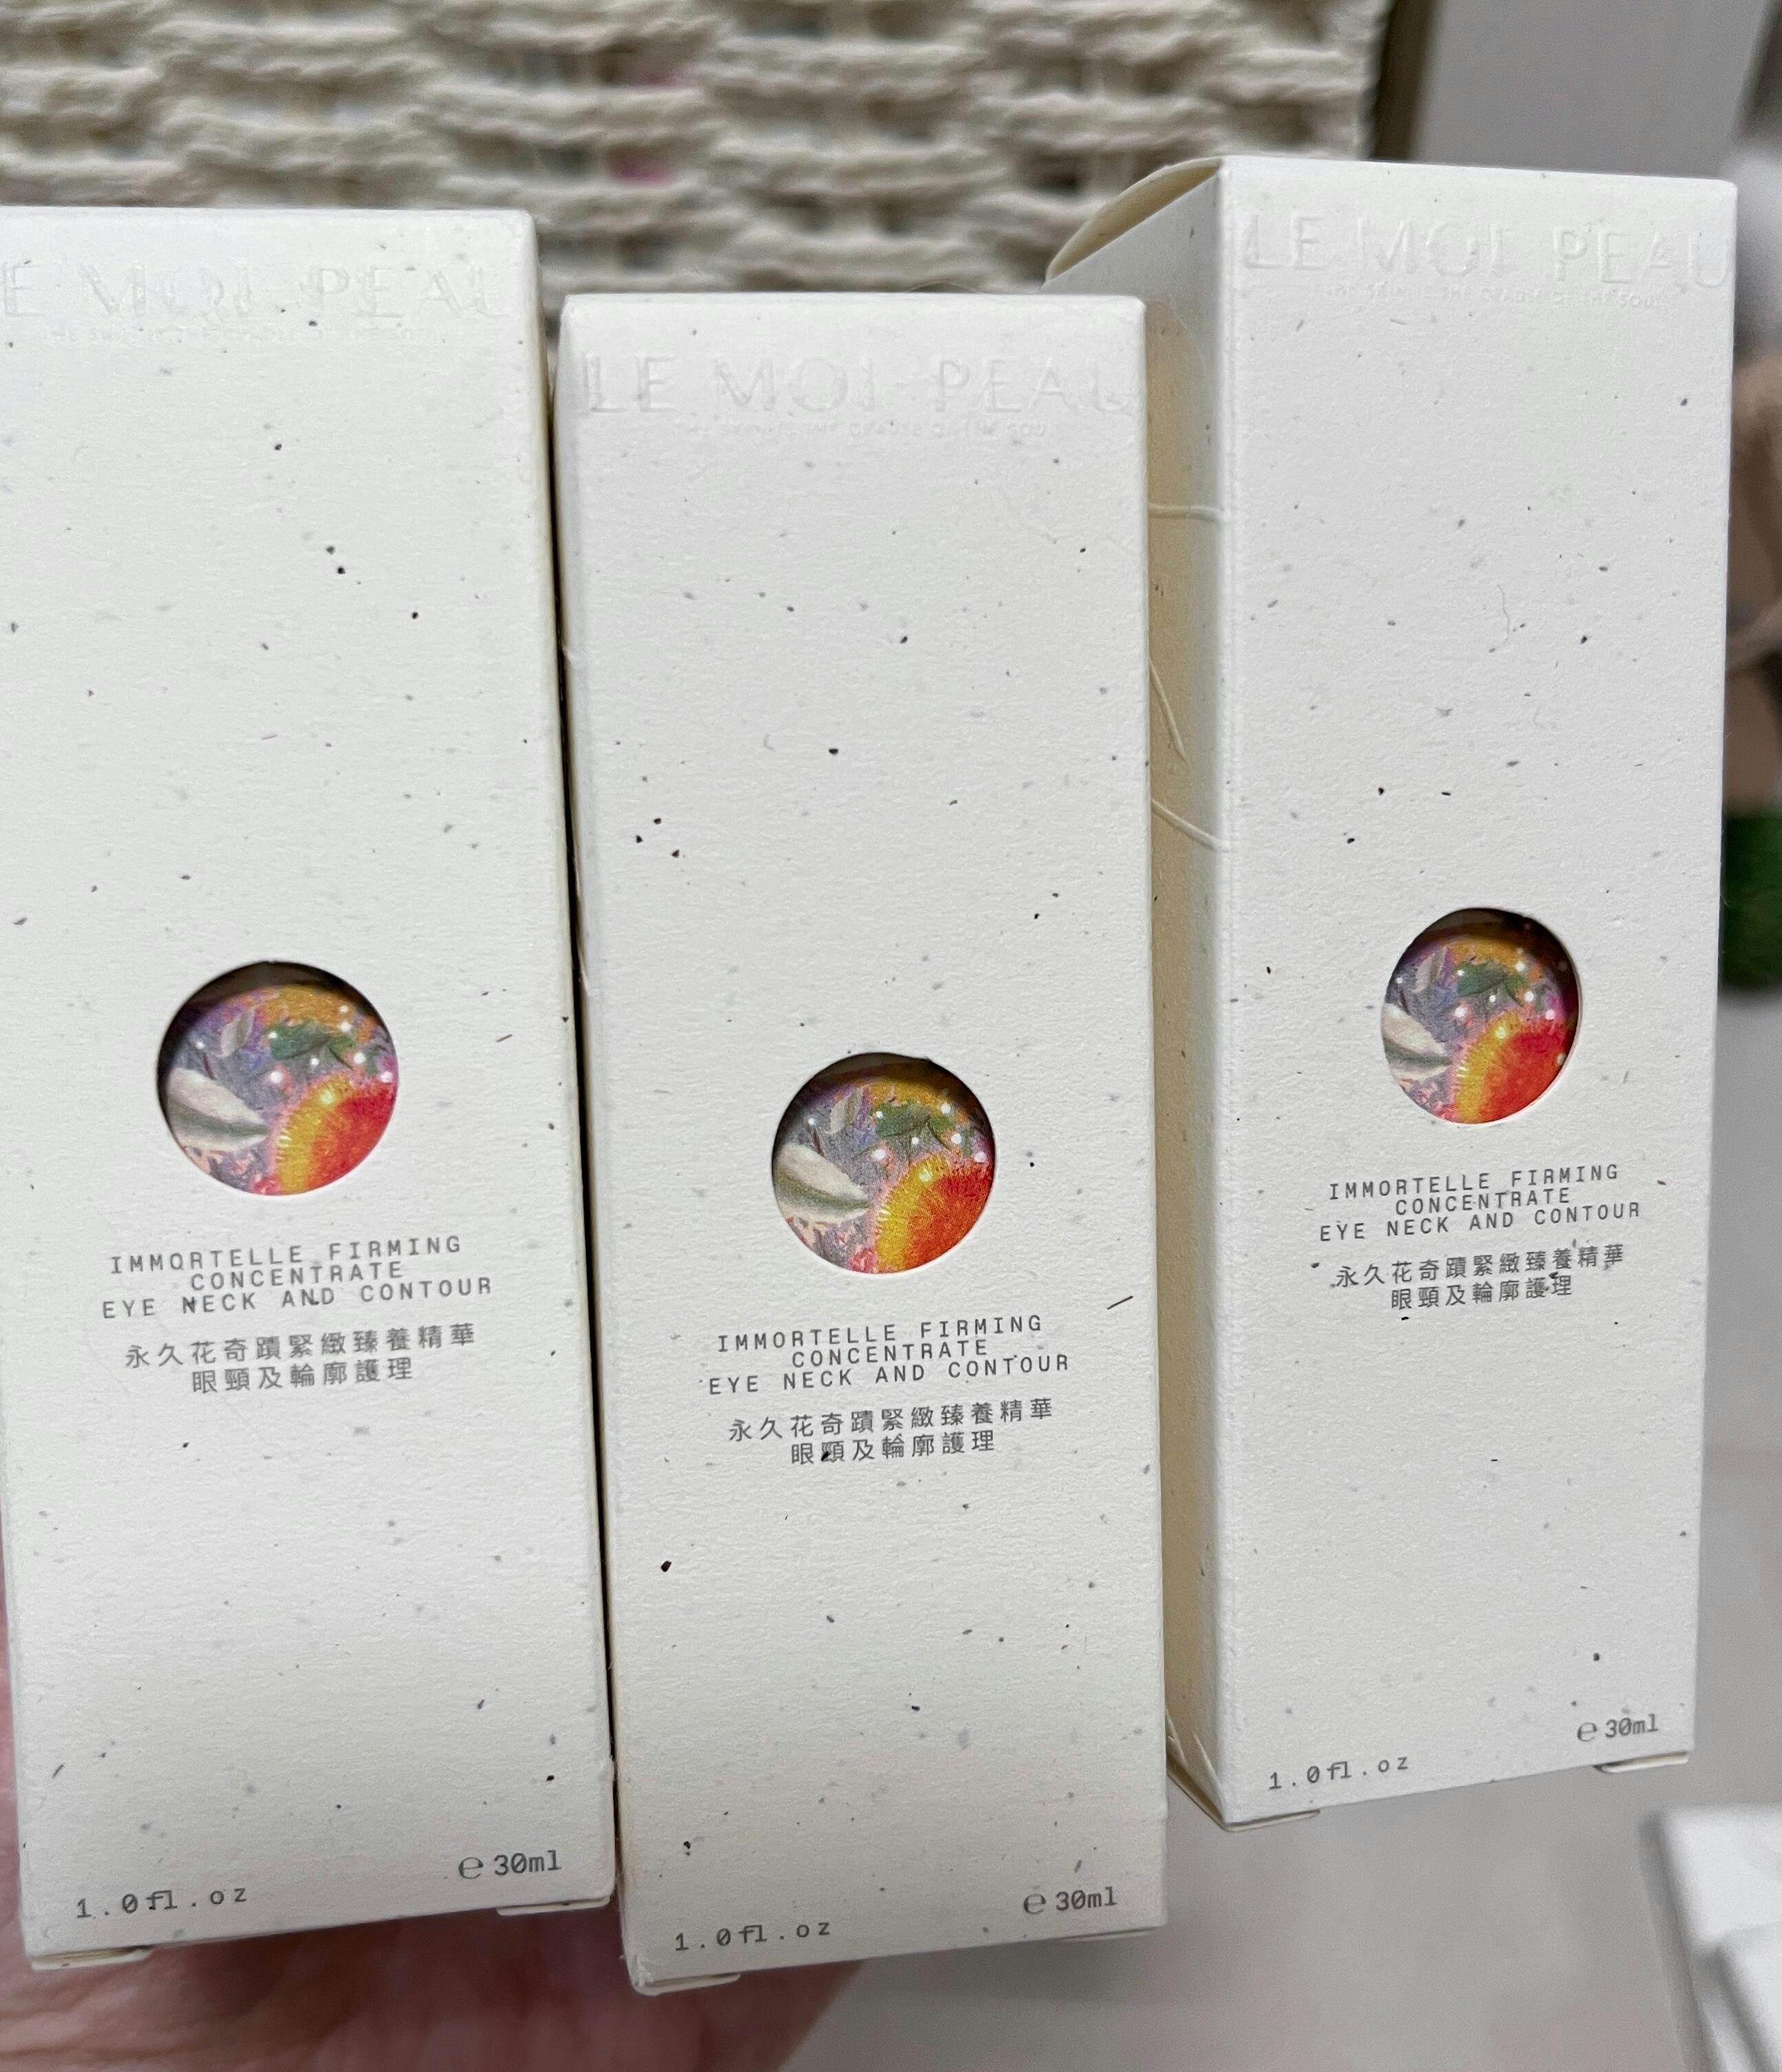 LE MOI PEAU
IMMORTELLE FIRMING
CONCENTRATE
EYE NECK AND CONTOUR
永久花奇蹟緊緻臻養精華
眼頸及輪廓護理
1.0fl.oz
℮30ml
LE MOI PEAU
IMMORTELLE FIRMING
CONCENTRATE
EYE NECK AND CONTOUR
永久花奇蹟緊緻臻養精華
眼頸及輪廓護理
1.0fl.oz
℮30ml
LE MOI PEAU
IMMORTELLE FIRMING
CONCENTRATE
EYE NECK AND CONTOUR
永久花奇蹟緊緻臻養精華
眼頸及輪廓護理
1.0fl.oz
℮30ml